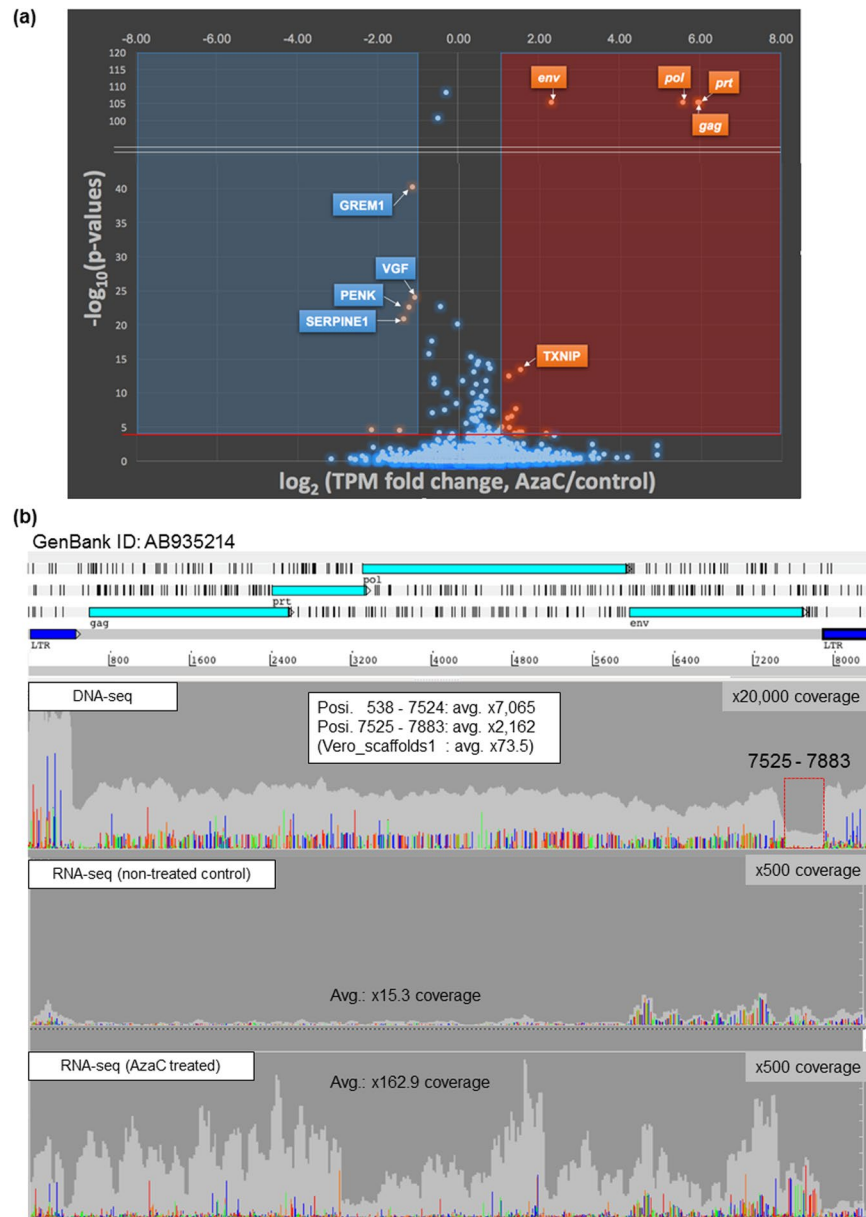 (a)
-8.00 -6.00 -4.00 -2.00 0.00 2.00 4.00 6.00 8.00
120
115
110
105
100
40
35
30
25
20
15
10
5
0
-log10(p-values)
env
pol
prt
gag
GREM1
VGF
PENK
SERPINE1
TXNIP
log2 (TPM fold change, AzaC/control)
(b)
GenBank ID: AB935214
pol
prt
gag
env
LTR
LTR
800 1600 2400 3200 4000 4800 5600 6400 7200 8000
DNA-seq
x20,000 coverage
Posi. 538 - 7524: avg. x7,065
Posi. 7525 - 7883: avg. x2,162
(Vero_scaffolds1 : avg. x73.5)
7525 - 7883
RNA-seq (non-treated control)
x500 coverage
Avg.: x15.3 coverage
RNA-seq (AzaC treated)
x500 coverage
Avg.: x162.9 coverage